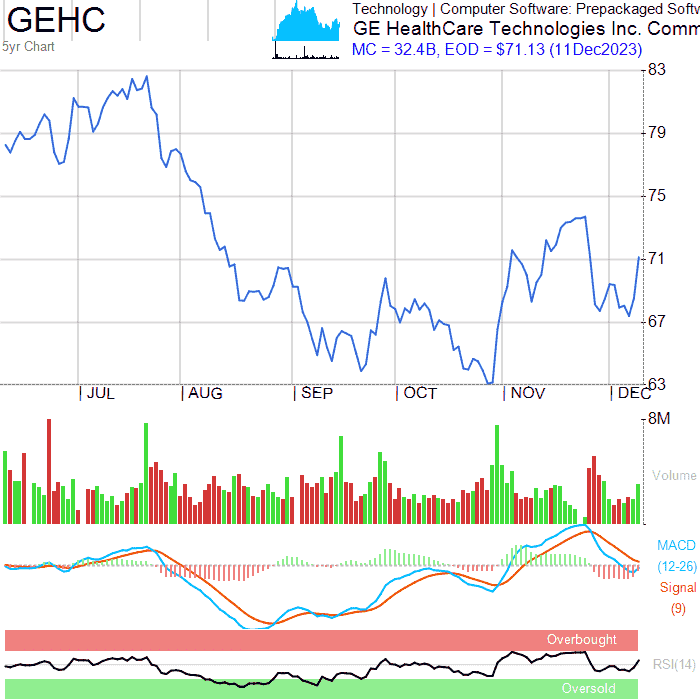 GEHC
5yr Chart
Technology | Computer Software: Prepackaged Softw
GE HealthCare Technologies Inc. Comm
MC = 32.4B, EOD = $71.13 (11Dec2023)
83
79
75
71
67
63
JUL AUG SEP OCT NOV DEC
8M
Volume
MACD
(12-26)
Signal
(9)
Overbought
RSI(14)
Oversold